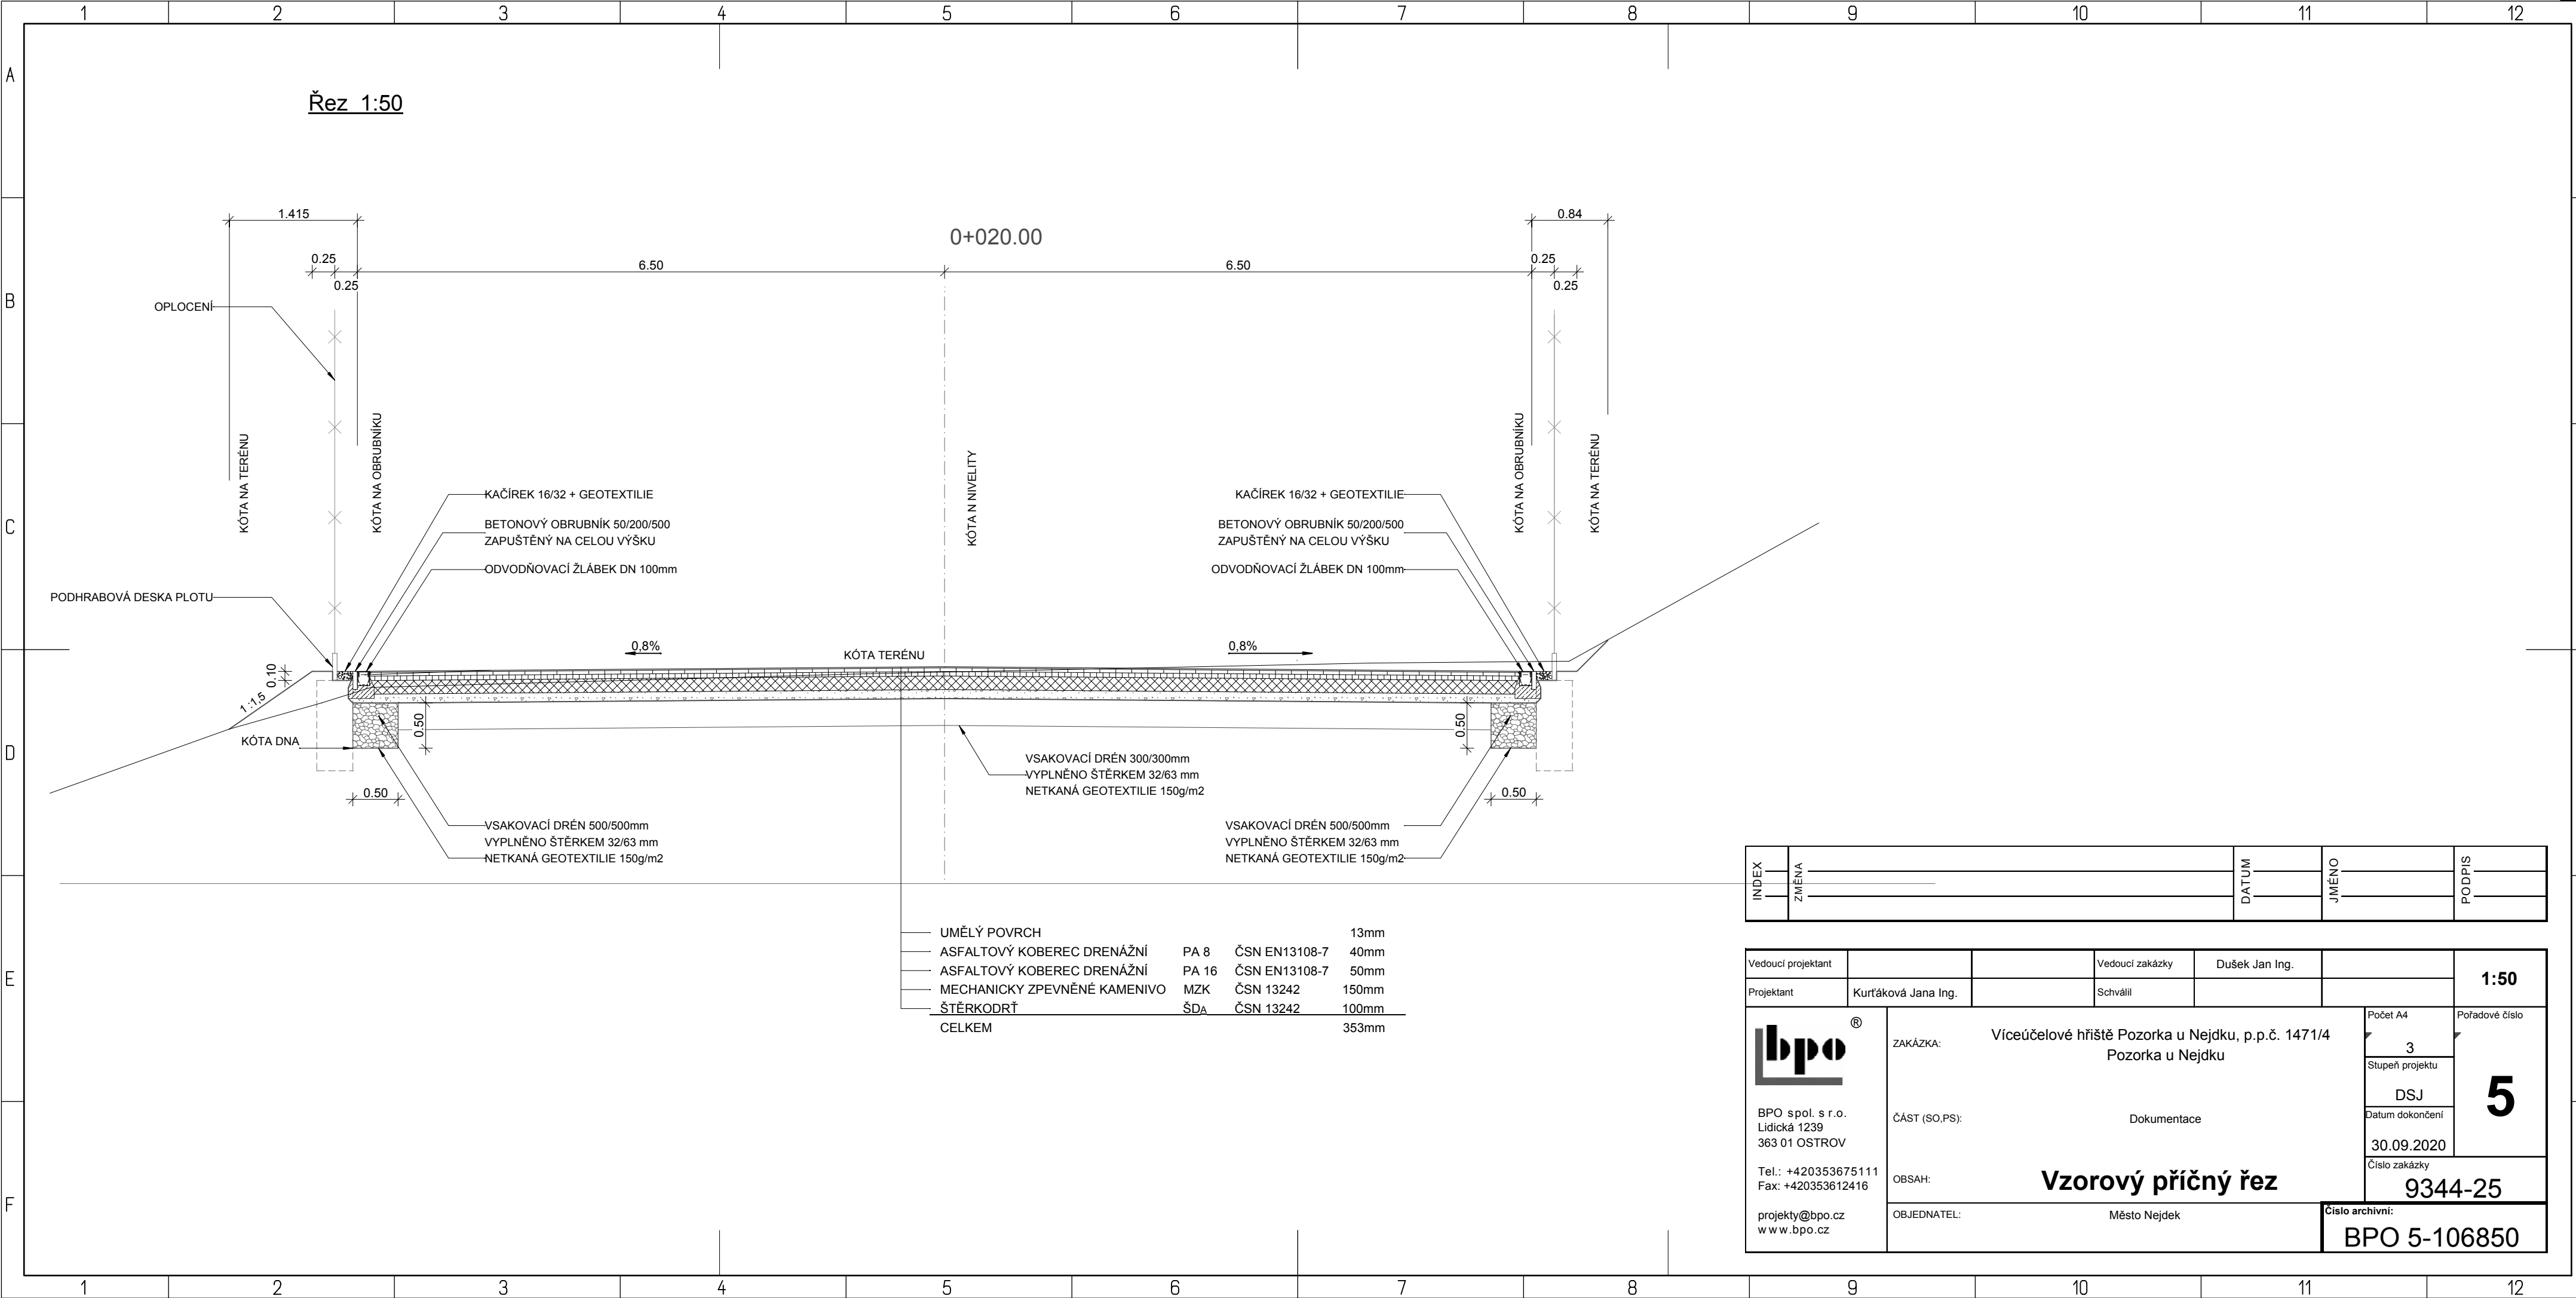 1 2 3 4 5 6 7 8 9 10 11 12
A
B
C
D
E
F
Řez 1:50
1.415
0.84
0+020.00
0.25
0.25
6.50
6.50
0.25
0.25
OPLOCENÍ
KÓTA NA TERÉNU
KÓTA NA OBRUBNÍKU
KÓTA N NIVELITY
KÓTA NA OBRUBNÍKU
KÓTA NA TERÉNU
KAČÍREK 16/32 + GEOTEXTILIE
BETONOVÝ OBRUBNÍK 50/200/500
ZAPUŠTĚNÝ NA CELOU VÝŠKU
ODVODŇOVACÍ ŽLÁBEK DN 100mm
KAČÍREK 16/32 + GEOTEXTILIE
BETONOVÝ OBRUBNÍK 50/200/500
ZAPUŠTĚNÝ NA CELOU VÝŠKU
ODVODŇOVACÍ ŽLÁBEK DN 100mm
PODHRABOVÁ DESKA PLOTU
0,8%
KÓTA TERÉNU
0,8%
0.10
1:1,5
KÓTA DNA
0.50
0.50
0.50
0.50
VSAKOVACÍ DRÉN 300/300mm
VYPLNĚNO ŠTĚRKEM 32/63 mm
NETKANÁ GEOTEXTILIE 150g/m2
VSAKOVACÍ DRÉN 500/500mm
VYPLNĚNO ŠTĚRKEM 32/63 mm
NETKANÁ GEOTEXTILIE 150g/m2
VSAKOVACÍ DRÉN 500/500mm
VYPLNĚNO ŠTĚRKEM 32/63 mm
NETKANÁ GEOTEXTILIE 150g/m2
UMĚLÝ POVRCH 13mm
ASFALTOVÝ KOBEREC DRENÁŽNÍ PA 8 ČSN EN13108-7 40mm
ASFALTOVÝ KOBEREC DRENÁŽNÍ PA 16 ČSN EN13108-7 50mm
MECHANICKY ZPEVNĚNÉ KAMENIVO MZK ČSN 13242 150mm
ŠTĚRKODRŤ ŠDA ČSN 13242 100mm
CELKEM 353mm
INDEX ZMĚNA DATUM JMÉNO PODPIS
Vedoucí projektant Vedoucí zakázky Dušek Jan Ing. 1:50
Projektant Kurťáková Jana Ing. Schválil
bpo ®
BPO spol. s r.o.
Lidická 1239
363 01 OSTROV
Tel.: +420353675111
Fax: +420353612416
projekty@bpo.cz
www.bpo.cz
ZAKÁZKA: Víceúčelové hřiště Pozorka u Nejdku, p.p.č. 1471/4
Pozorka u Nejdku
ČÁST (SO,PS): Dokumentace
OBSAH: Vzorový příčný řez
OBJEDNATEL: Město Nejdek
Počet A4
3
Stupeň projektu
DSJ
Datum dokončení
30.09.2020
Pořadové číslo
5
Číslo zakázky
9344-25
Číslo archivní:
BPO 5-106850
1 2 3 4 5 6 7 8 9 10 11 12